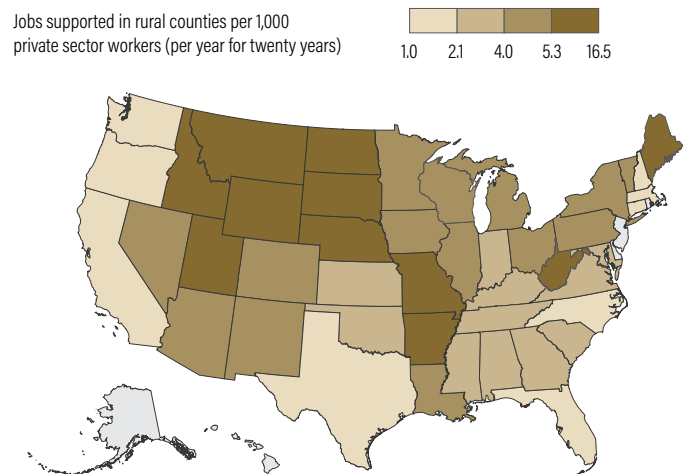 Jobs supported in rural counties per 1,000
private sector workers (per year for twenty years)
1.0 2.1 4.0 5.3 16.5